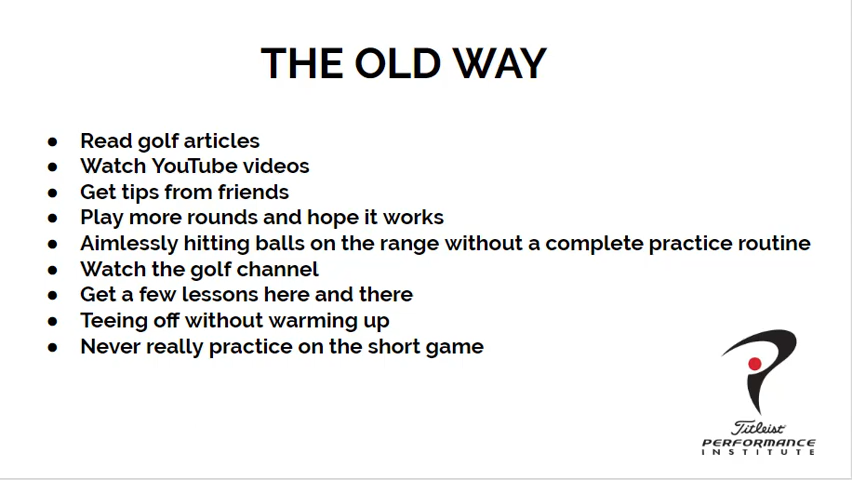 THE OLD WAY
● Read golf articles
● Watch YouTube videos
● Get tips from friends
● Play more rounds and hope it works
● Aimlessly hitting balls on the range without a complete practice routine
● Watch the golf channel
● Get a few lessons here and there
● Teeing off without warming up
● Never really practice on the short game
Titleist
PERFORMANCE
INSTITUTE